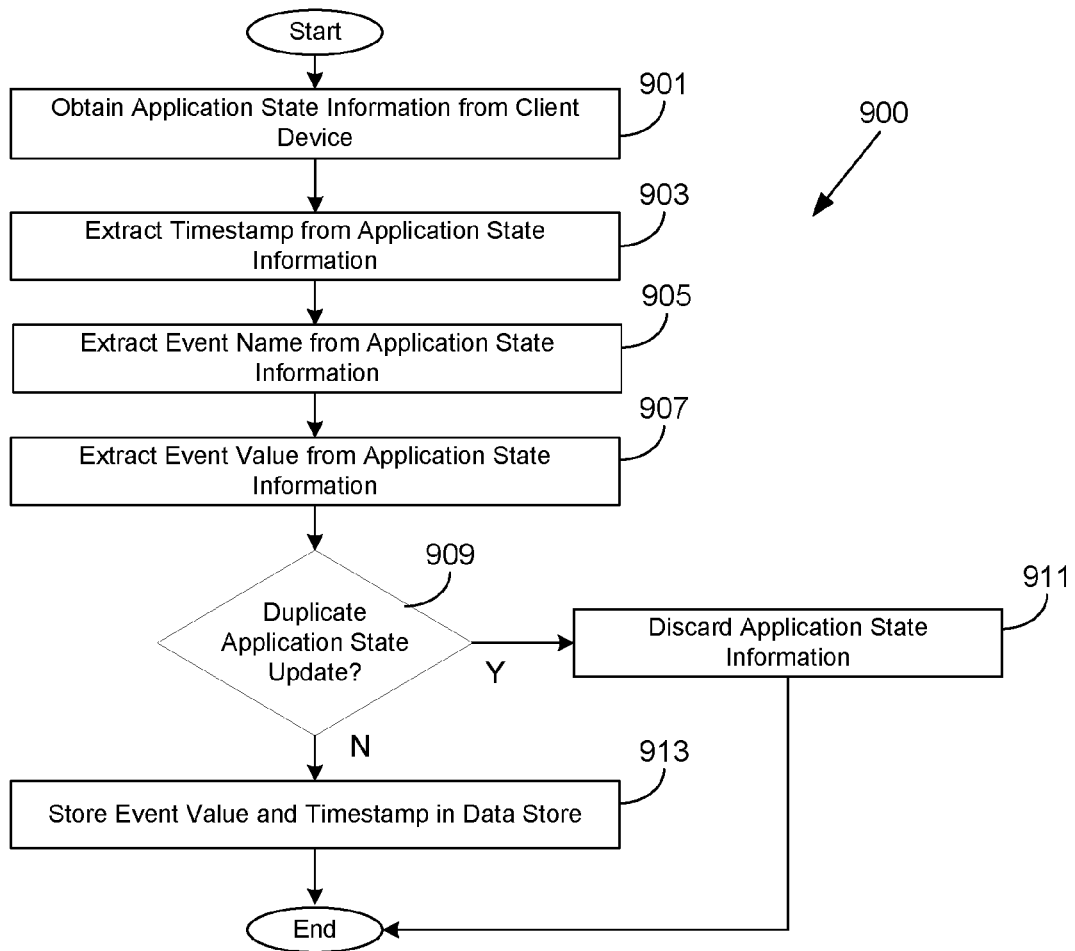 Start
Obtain Application State Information from Client
Device
901
900
Extract Timestamp from Application State
Information
903
Extract Event Name from Application State
Information
905
Extract Event Value from Application State
Information
907
Duplicate
Application State
Update?
909
Y
Discard Application State
Information
911
N
Store Event Value and Timestamp in Data Store
913
End